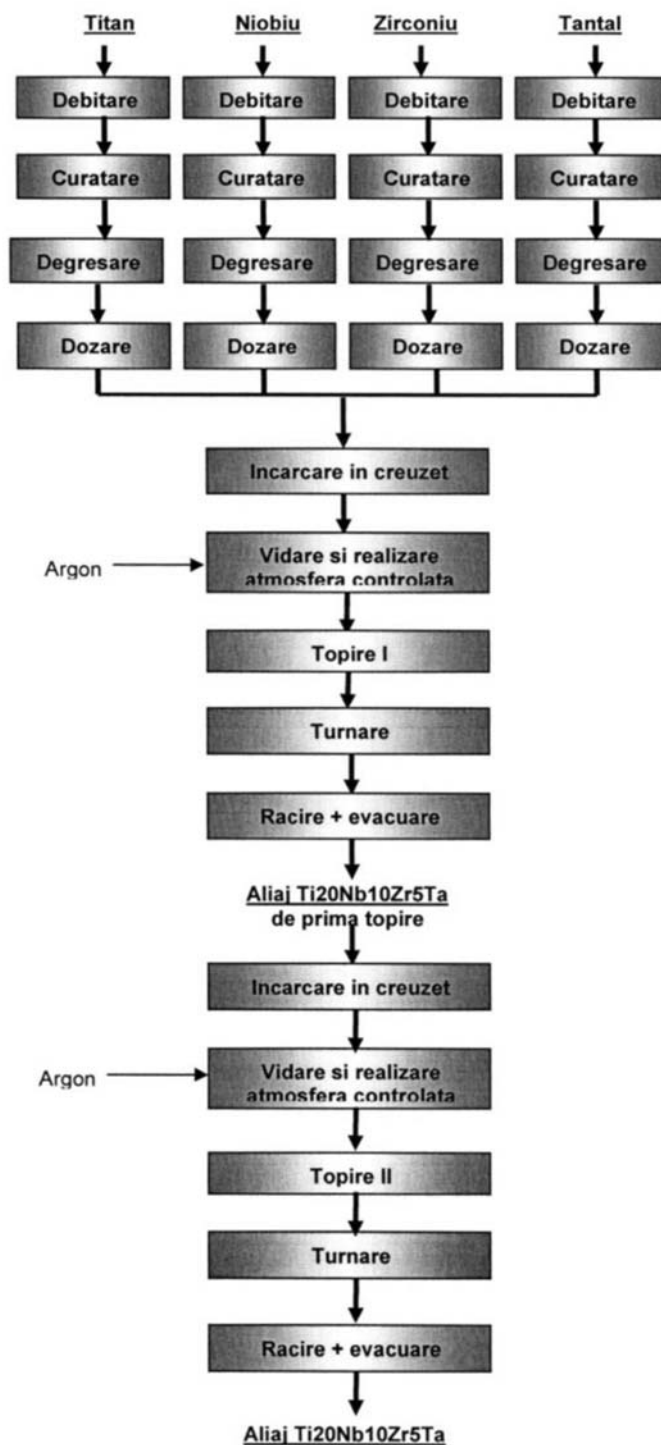 Titan Niobiu Zirconiu Tantal
Debitare Debitare Debitare Debitare
Curatare Curatare Curatare Curatare
Degresare Degresare Degresare Degresare
Dozare Dozare Dozare Dozare
Incarcare in creuzet
Vidare si realizare
Argon
atmosfera controlata
Topire I
Turnare
Racire + evacuare
Aliaj Ti20Nb10Zr5Ta
de prima topire
Incarcare in creuzet
Vidare si realizare
Argon
atmosfera controlata
Topire II
Turnare
Racire + evacuare
Aliaj Ti20Nb10Zr5Ta